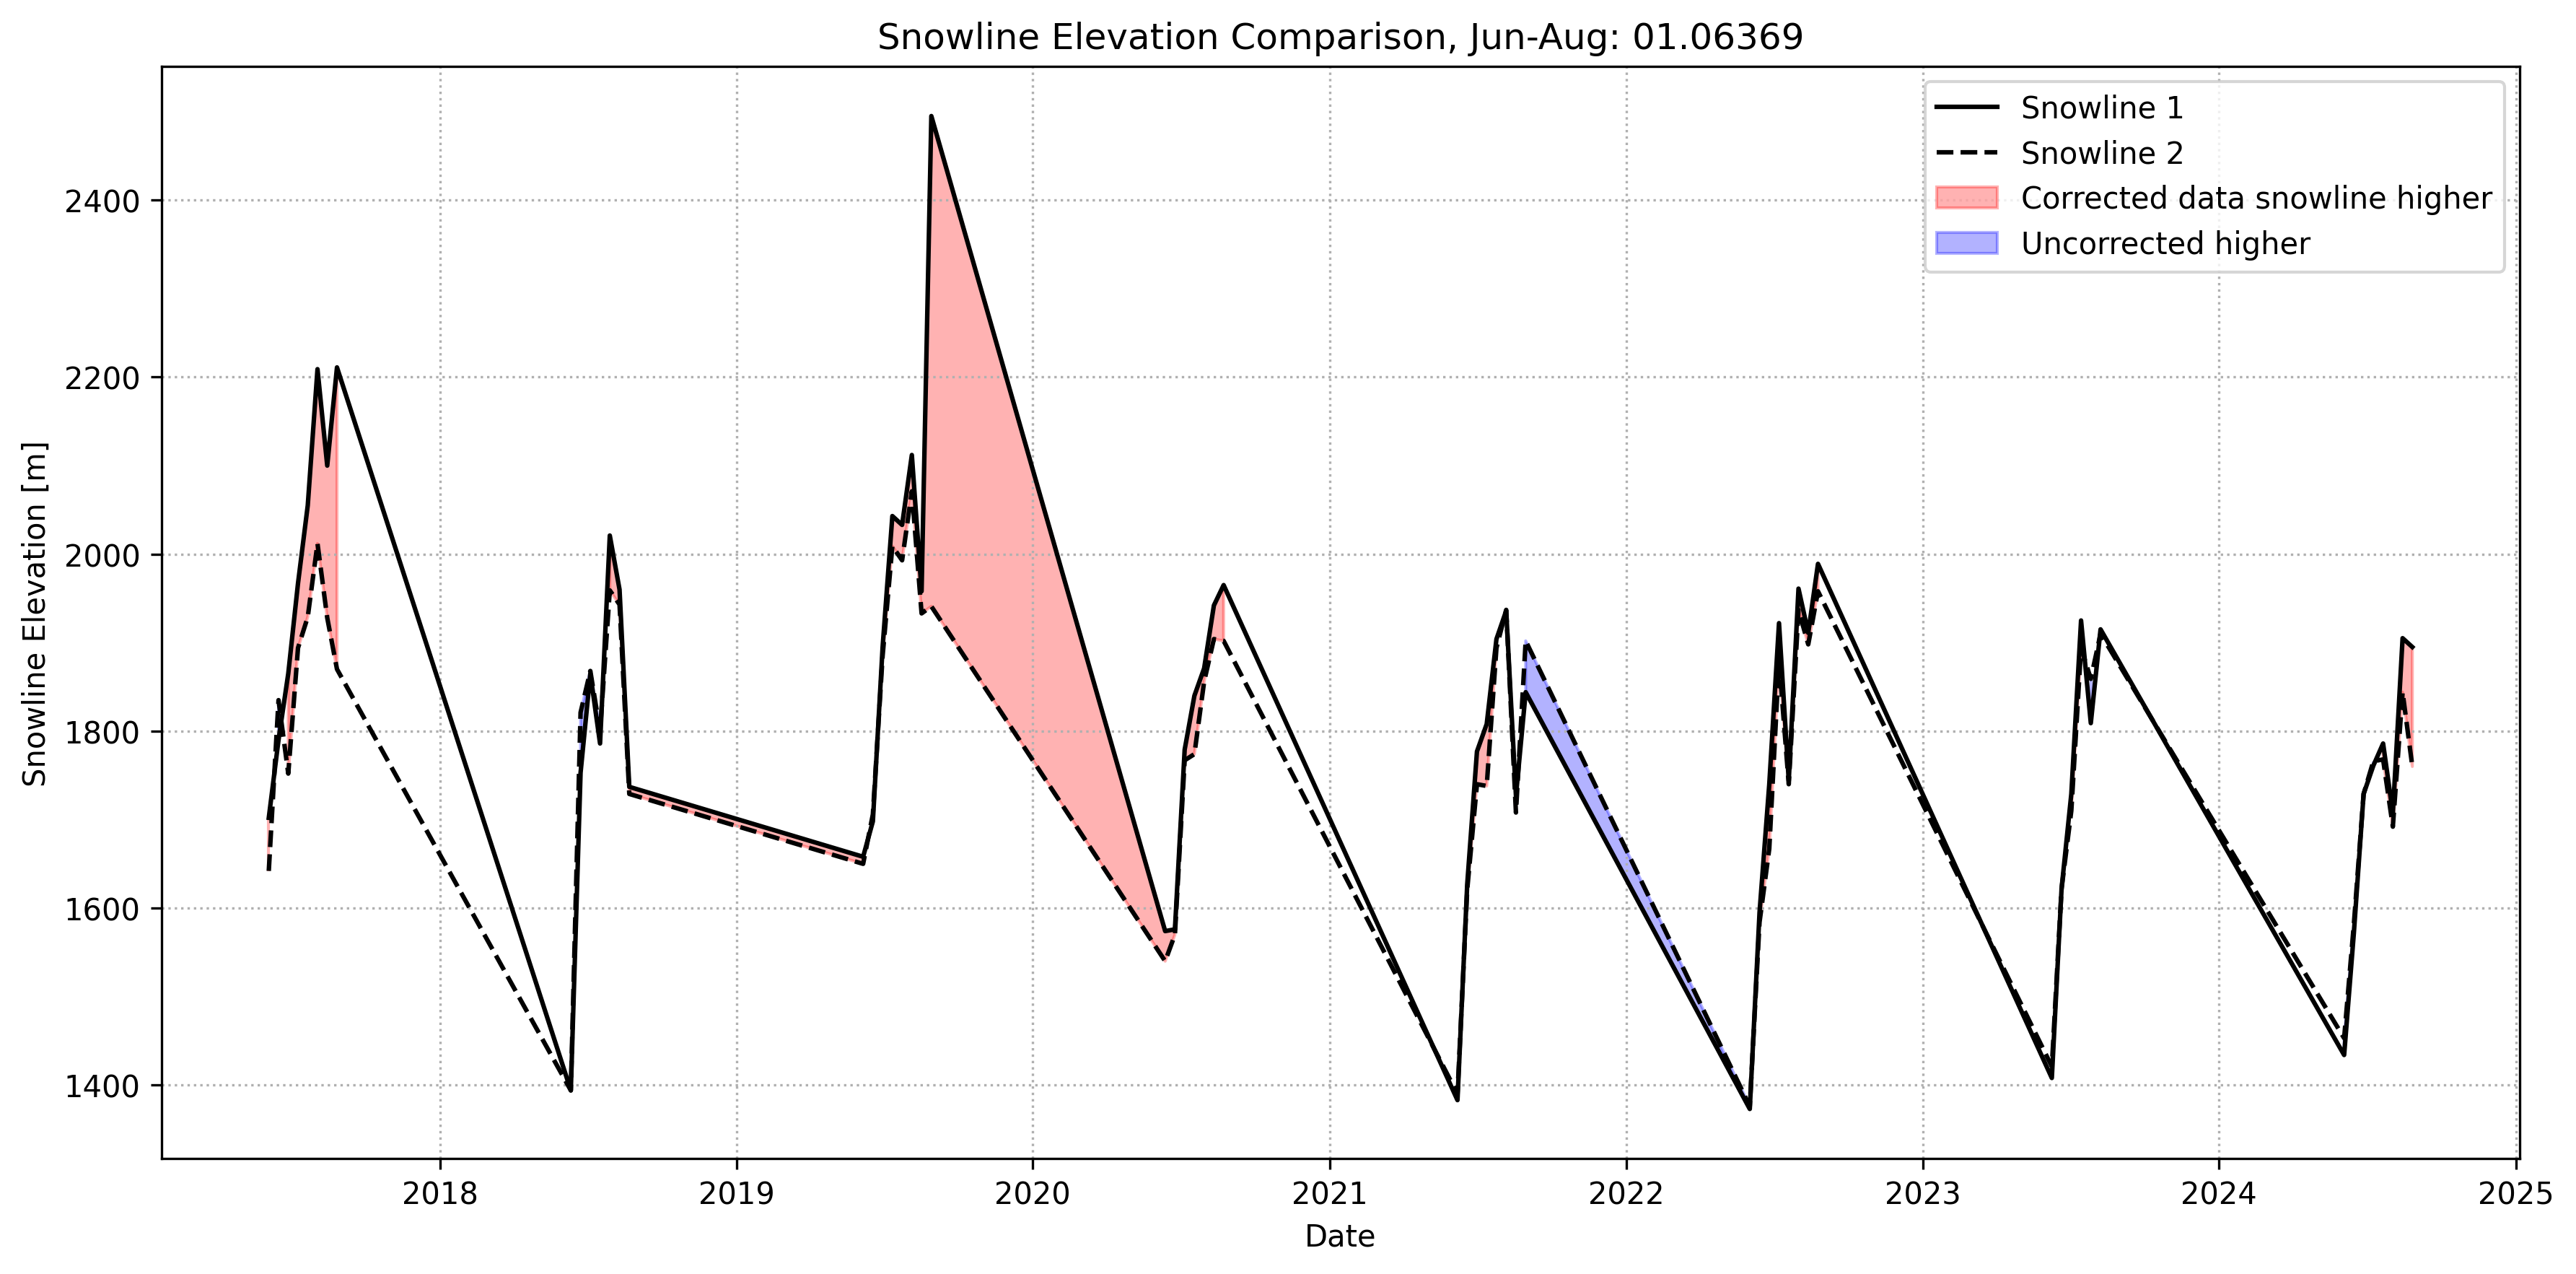 Snowline Elevation Comparison, Jun-Aug: 01.06369
Snowline 1
Snowline 2
Corrected data snowline higher
Uncorrected higher
Snowline Elevation [m]
2400
2200
2000
1800
1600
1400
2018 2019 2020 2021 2022 2023 2024 2025
Date